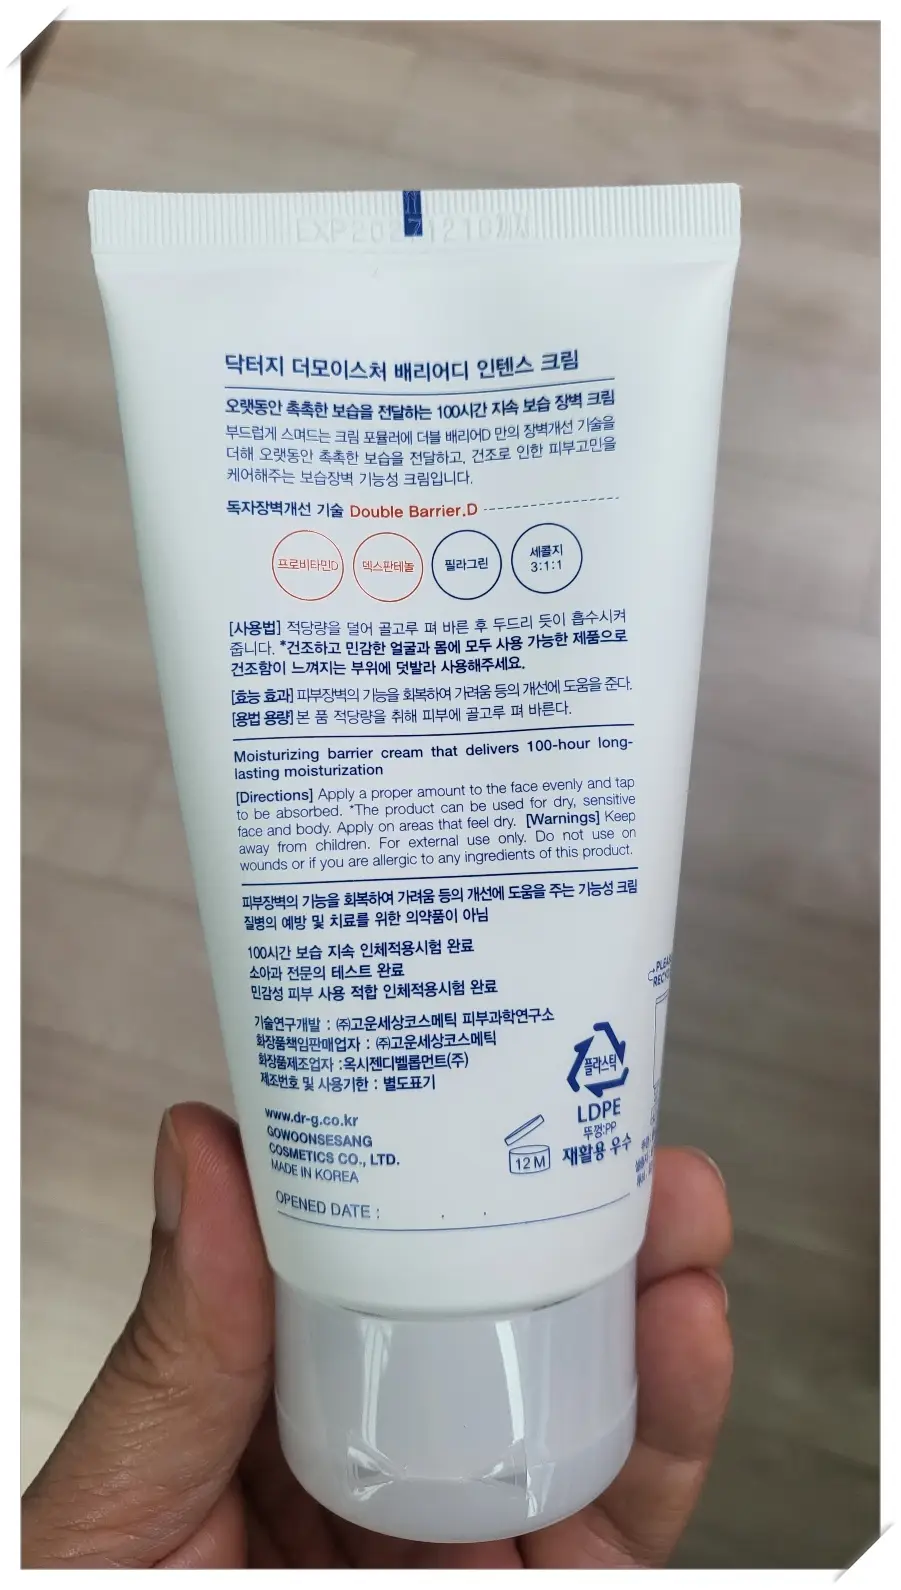 EXP20271210까지
닥터지 더모이스처 배리어디 인텐스 크림
오랫동안 촉촉한 보습을 전달하는 100시간 지속 보습 장벽 크림
부드럽게 스며드는 크림 포뮬러에 더블 배리어D 만의 장벽개선 기술을
더해 오랫동안 촉촉한 보습을 전달하고, 건조로 인한 피부고민을
케어해주는 보습장벽 기능성 크림입니다.
독자장벽개선 기술 Double Barrier.D
프로비타민D 덱스판테놀 필라그린 세콜지
3:1:1
[사용법] 적당량을 덜어 골고루 펴 바른 후 두드리 듯이 흡수시켜
줍니다. *건조하고 민감한 얼굴과 몸에 모두 사용 가능한 제품으로
건조함이 느껴지는 부위에 덧발라 사용해주세요.
[효능 효과] 피부장벽의 기능을 회복하여 가려움 등의 개선에 도움을 준다.
[용법 용량] 본 품 적당량을 취해 피부에 골고루 펴 바른다.
Moisturizing barrier cream that delivers 100-hour long-
lasting moisturization
[Directions] Apply a proper amount to the face evenly and tap
to be absorbed. *The product can be used for dry, sensitive
face and body. Apply on areas that feel dry. [Warnings] Keep
away from children. For external use only. Do not use on
wounds or if you are allergic to any ingredients of this product.
피부장벽의 기능을 회복하여 가려움 등의 개선에 도움을 주는 기능성 크림
질병의 예방 및 치료를 위한 의약품이 아님
100시간 보습 지속 인체적용시험 완료
소아과 전문의 테스트 완료
민감성 피부 사용 적합 인체적용시험 완료
기술연구개발 : ㈜고운세상코스메틱 피부과학연구소
화장품책임판매업자 : ㈜고운세상코스메틱
화장품제조업자 :옥시젠디벨롭먼트(주)
제조번호 및 사용기한 : 별도표기
www.dr-g.co.kr
GOWOONSESANG
COSMETICS CO., LTD.
MADE IN KOREA
OPENED DATE : . .
12 M
플라스틱
LDPE
뚜껑:PP
재활용 우수